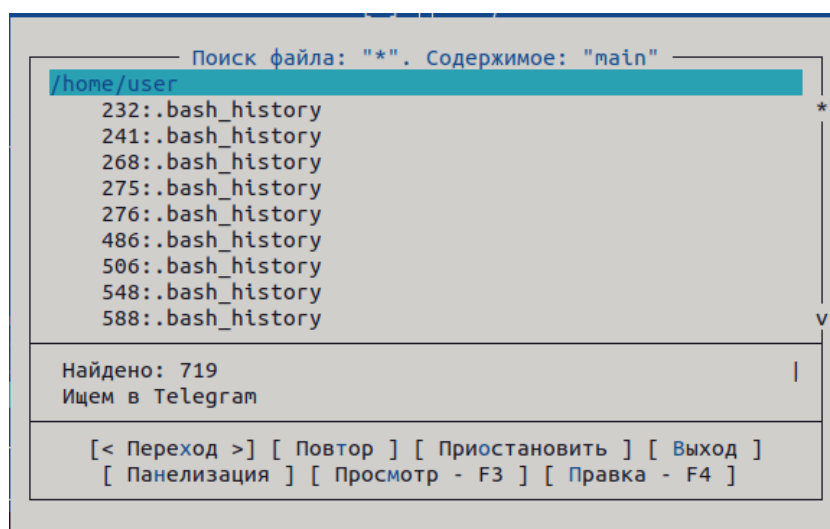 Поиск файла: "*". Содержимое: "main"
/home/user
232:.bash_history
241:.bash_history
268:.bash_history
275:.bash_history
276:.bash_history
486:.bash_history
506:.bash_history
548:.bash_history
588:.bash_history
Найдено: 719
Ищем в Telegram
[< Переход >] [ Повтор ] [ Приостановить ] [ Выход ]
[ Панелизация ] [ Просмотр - F3 ] [ Правка - F4 ]